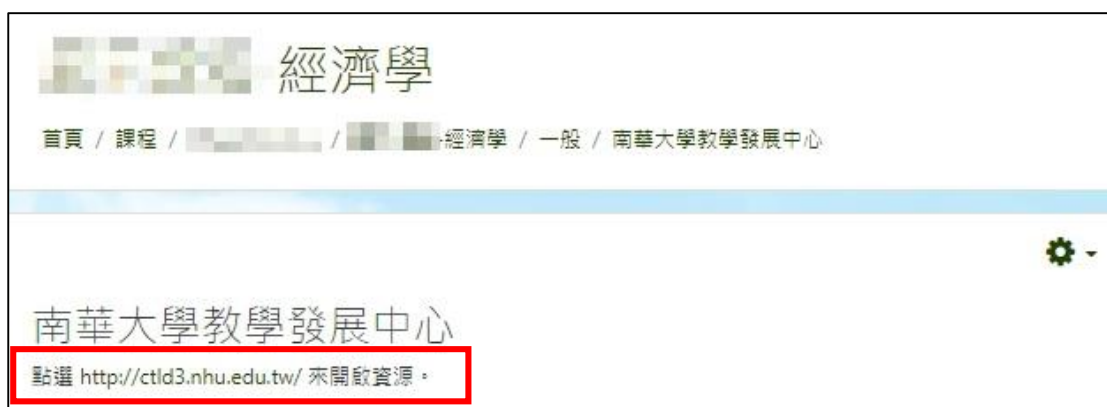 經濟學
首頁 / 課程 / / 經濟學 / 一般 / 南華大學教學發展中心
南華大學教學發展中心
點選 http://ctld3.nhu.edu.tw/ 來開啟資源。